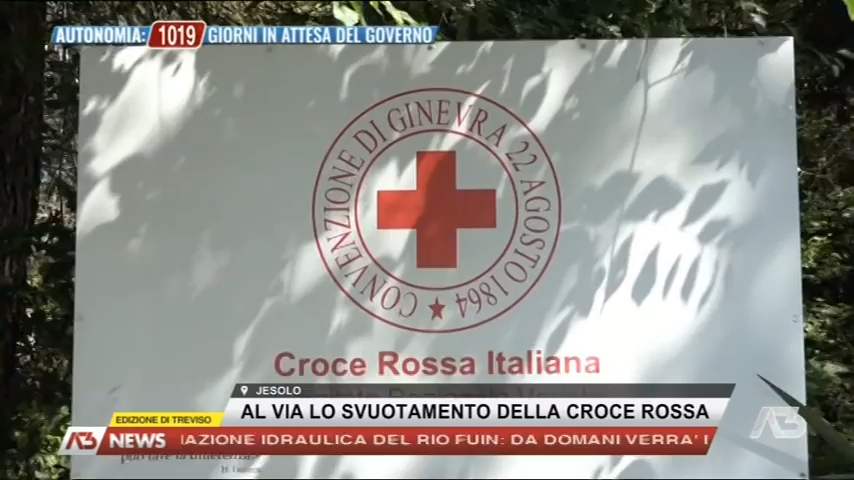 AUTONOMIA: 1019 GIORNI IN ATTESA DEL GOVERNO
CONVENZIONE DI GINEVRA 22 AGOSTO 1864
Croce Rossa Italiana
JESOLO
AL VIA LO SVUOTAMENTO DELLA CROCE ROSSA
EDIZIONE DI TREVISO
A3 NEWS
IAZIONE IDRAULICA DEL RIO FUIN: DA DOMANI VERRA'
A3